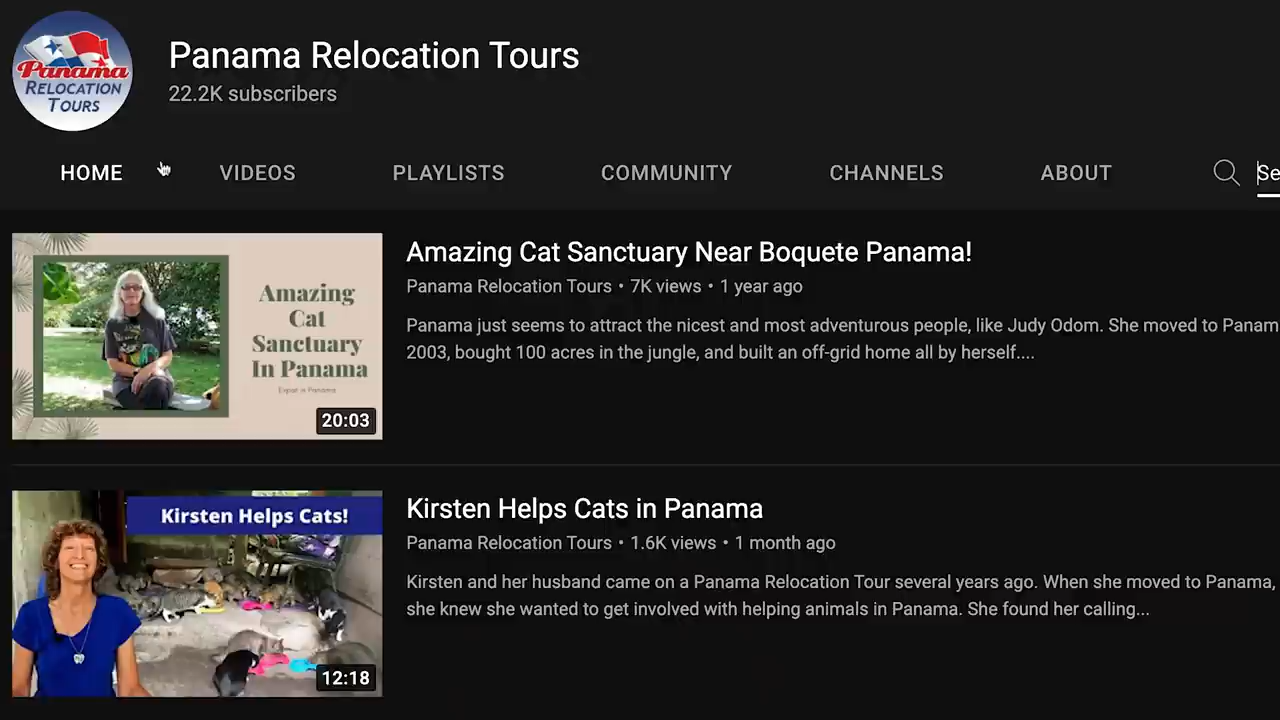 Panama
RELOCATION
TOURS
Panama Relocation Tours
22.2K subscribers
HOME VIDEOS PLAYLISTS COMMUNITY CHANNELS ABOUT Se
Amazing
Cat
Sanctuary
In Panama
Expat in Panama
20:03
Amazing Cat Sanctuary Near Boquete Panama!
Panama Relocation Tours • 7K views • 1 year ago
Panama just seems to attract the nicest and most adventurous people, like Judy Odom. She moved to Panam
2003, bought 100 acres in the jungle, and built an off-grid home all by herself....
Kirsten Helps Cats!
12:18
Kirsten Helps Cats in Panama
Panama Relocation Tours • 1.6K views • 1 month ago
Kirsten and her husband came on a Panama Relocation Tour several years ago. When she moved to Panama,
she knew she wanted to get involved with helping animals in Panama. She found her calling...